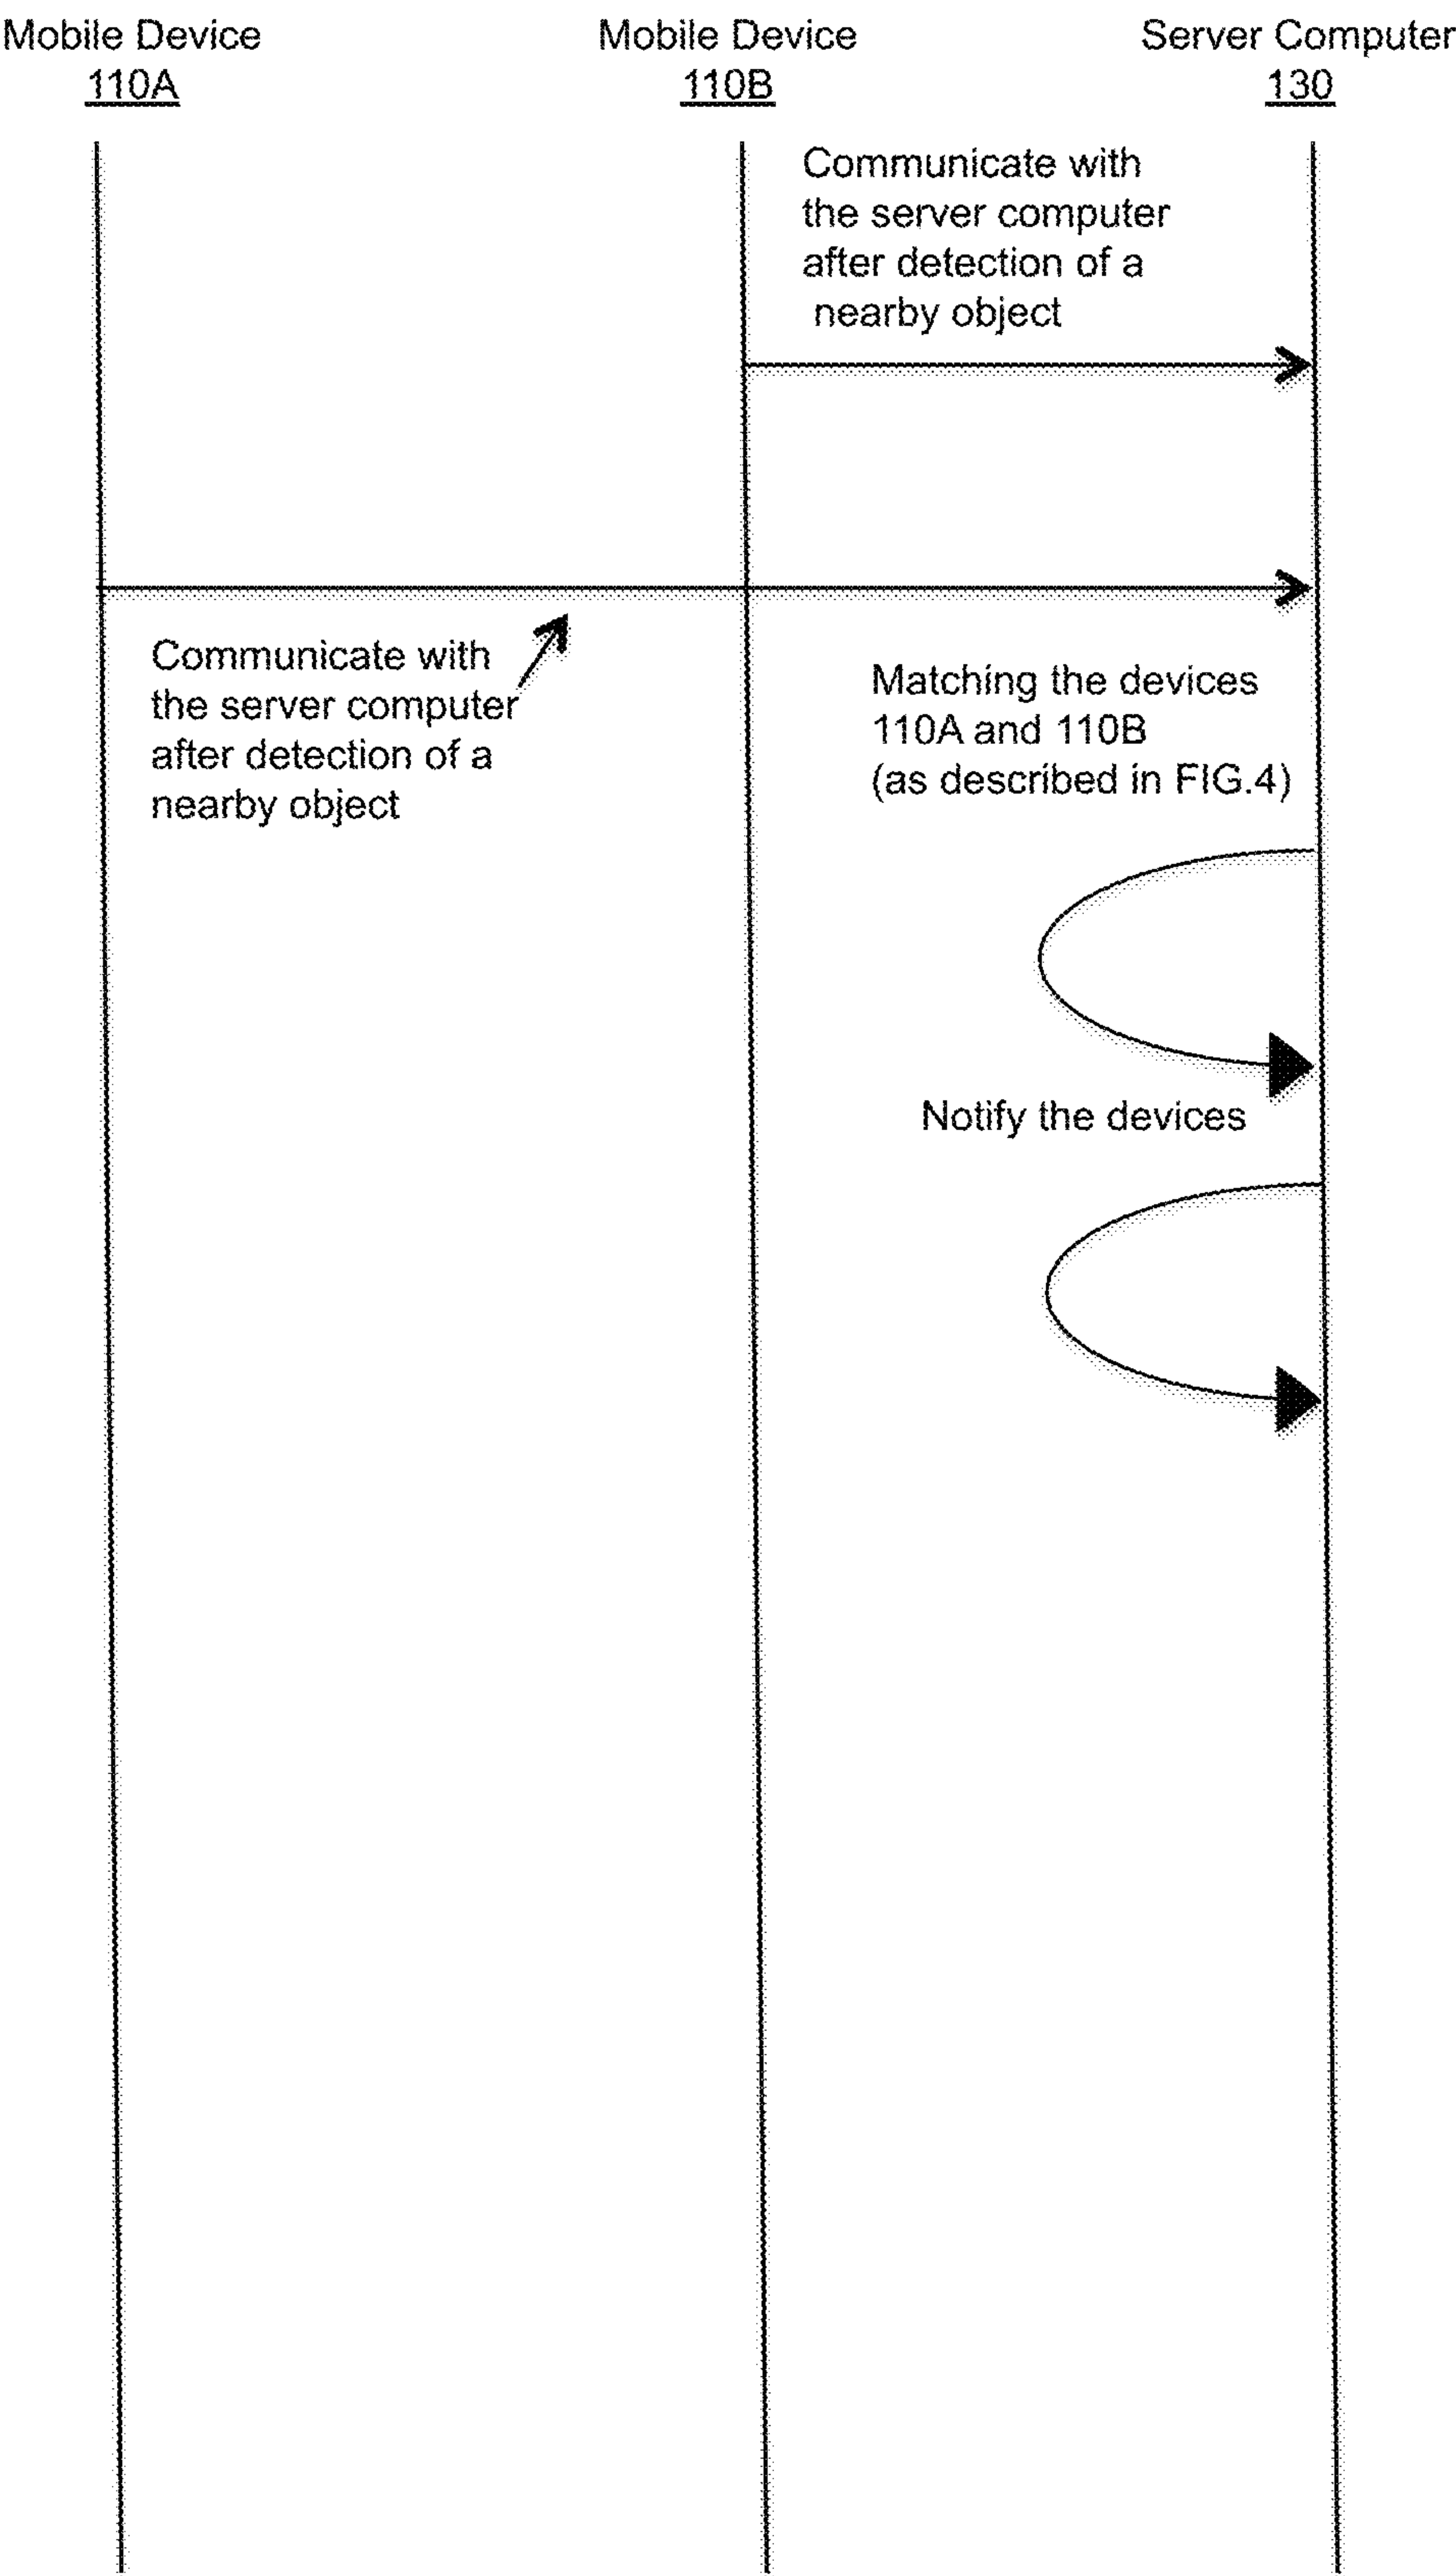 Mobile Device
110A
Mobile Device
110B
Server Computer
130
Communicate with
the server computer
after detection of a
nearby object
Communicate with
the server computer
after detection of a
nearby object
Matching the devices
110A and 110B
(as described in FIG.4)
Notify the devices